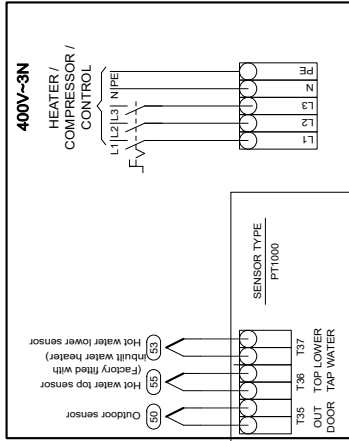 400V~3N
HEATER /
COMPRESSOR /
CONTROL
L1 L2 L3 N PE
L1 L2 L3 N PE
SENSOR TYPE
PT1000
T35 T36 T37
OUT TOP LOWER
DOOR TAP WATER
50 Outdoor sensor
55 Hot water top sensor
(Factory fitted with
inbuilt water heater)
53 Hot water lower sensor